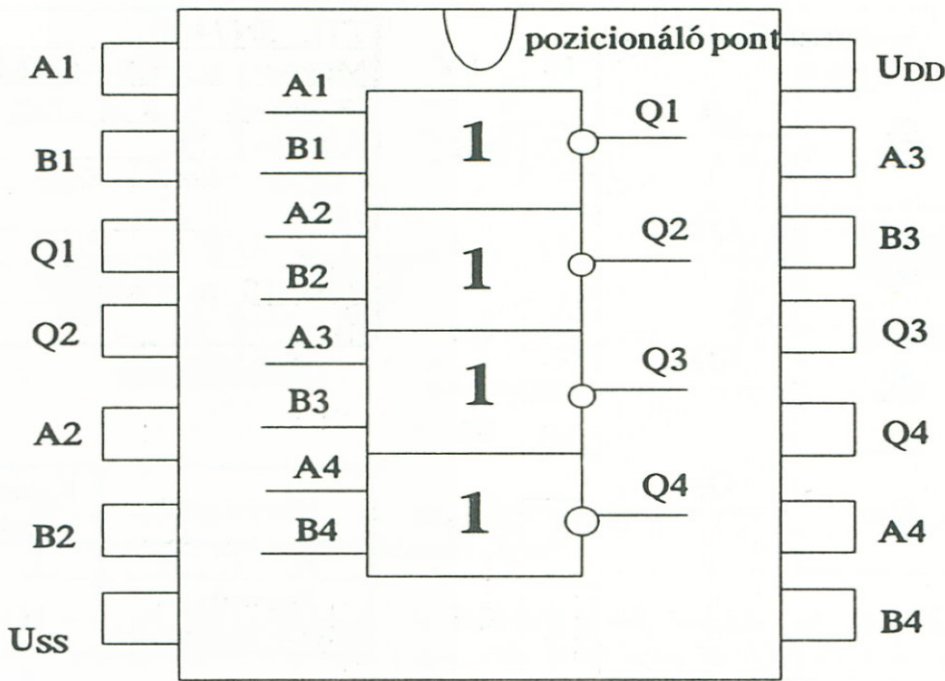 pozicionáló pont
A1
B1
Q1
Q2
A2
B2
USS
A1
B1
A2
B2
A3
B3
A4
B4
1
1
1
1
Q1
Q2
Q3
Q4
UDD
A3
B3
Q3
Q4
A4
B4